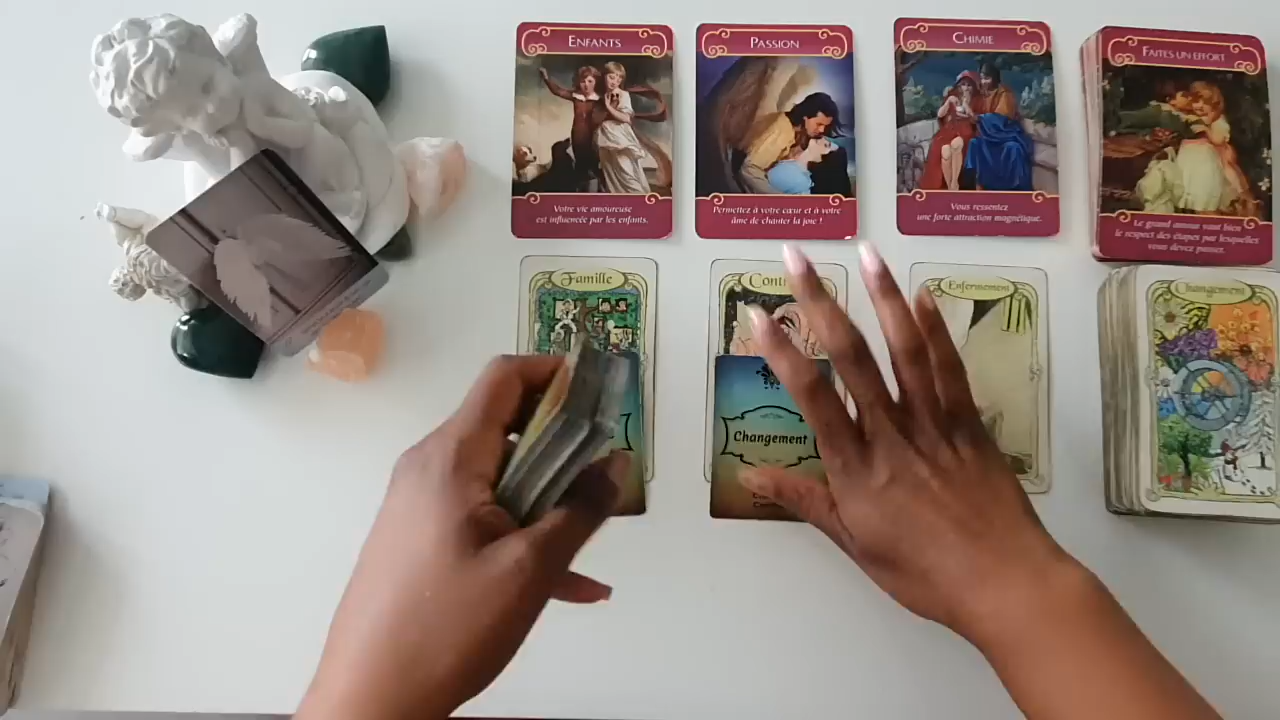 ENFANTS
Votre vie amoureuse
est influencée par les enfants.
PASSION
Permettez à votre cœur et à votre
âme de chanter la joie !
CHIMIE
Vous ressentez
une forte attraction magnétique.
FAITES UN EFFORT
Le grand amour vaut bien
le respect des étapes par lesquelles
vous devez passer.
Famille
Enfermement
Changement
Changement